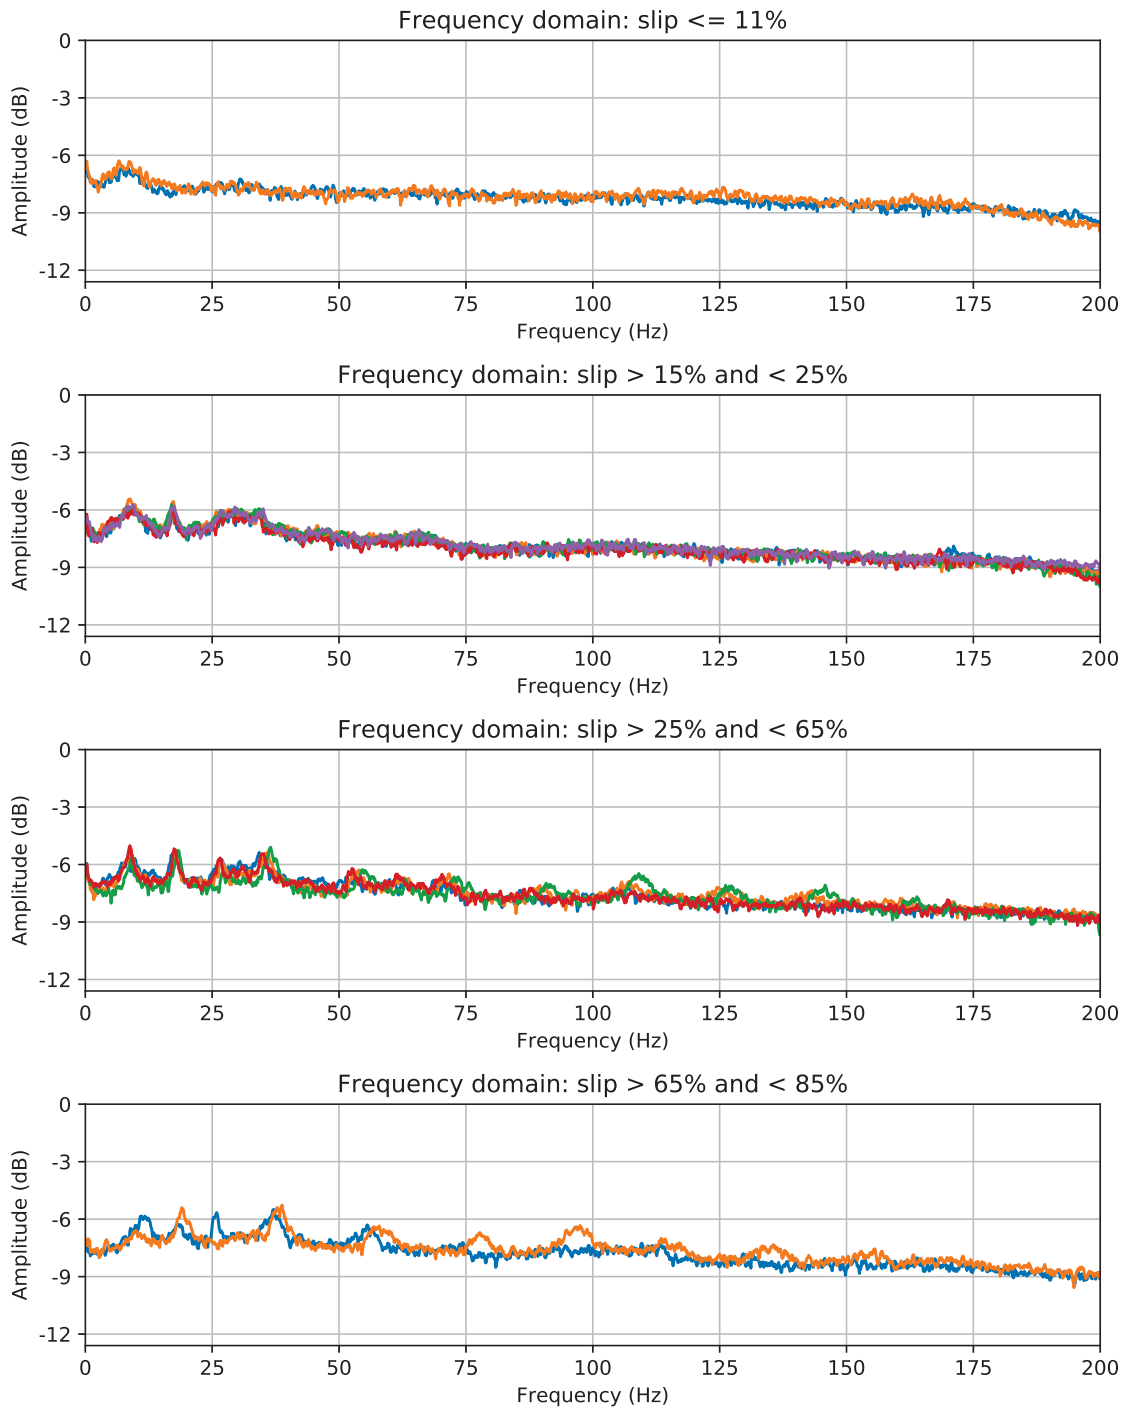 Frequency domain: slip <= 11%
0
-3
-6
-9
-12
Amplitude (dB)
0 25 50 75 100 125 150 175 200
Frequency (Hz)
Frequency domain: slip > 15% and < 25%
0
-3
-6
-9
-12
Amplitude (dB)
0 25 50 75 100 125 150 175 200
Frequency (Hz)
Frequency domain: slip > 25% and < 65%
0
-3
-6
-9
-12
Amplitude (dB)
0 25 50 75 100 125 150 175 200
Frequency (Hz)
Frequency domain: slip > 65% and < 85%
0
-3
-6
-9
-12
Amplitude (dB)
0 25 50 75 100 125 150 175 200
Frequency (Hz)